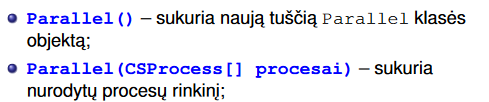 Parallel() – sukuria naują tuščią Parallel klasės
objektą;
Parallel(CSProcess[] procesai) – sukuria
nurodytų procesų rinkinį;